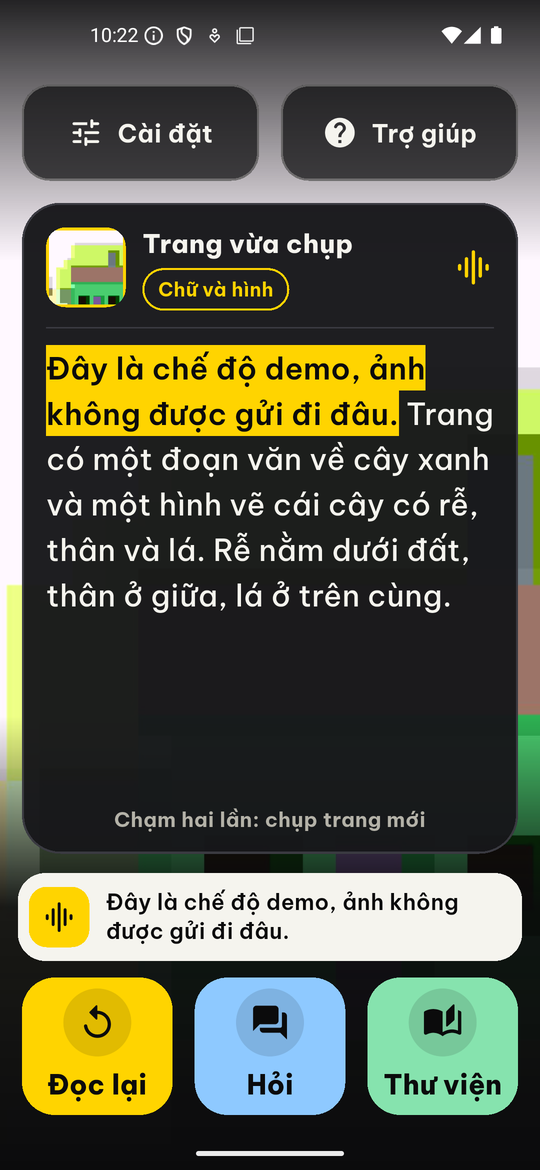 10:22
Cài đặt
Trợ giúp
Trang vừa chụp
Chữ và hình
Đây là chế độ demo, ảnh
không được gửi đi đâu. Trang
có một đoạn văn về cây xanh
và một hình vẽ cái cây có rễ,
thân và lá. Rễ nằm dưới đất,
thân ở giữa, lá ở trên cùng.
Chạm hai lần: chụp trang mới
Đây là chế độ demo, ảnh không
được gửi đi đâu.
Đọc lại
Hỏi
Thư viện